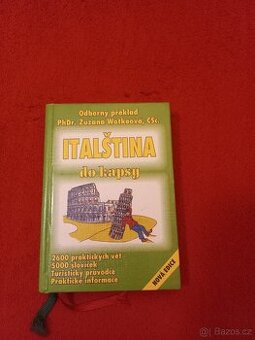 Odborný překlad
PhDr. Zuzana Wotkeová, CSc.
ITALŠTINA
do kapsy
2600 praktických vět
5000 slovíček
Turistický průvodce
Praktické informace
NOVÁ EDICE
Bazoš.cz